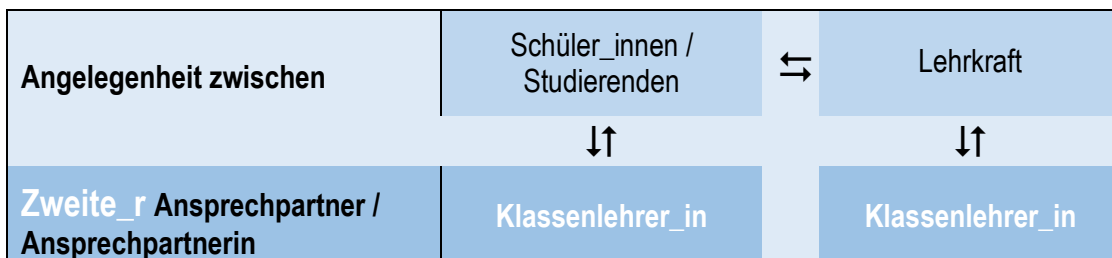 Angelegenheit zwischen
Schüler_innen /
Studierenden
⇆
Lehrkraft
↓↑
↓↑
Zweite_r Ansprechpartner /
Ansprechpartnerin
Klassenlehrer_in
Klassenlehrer_in